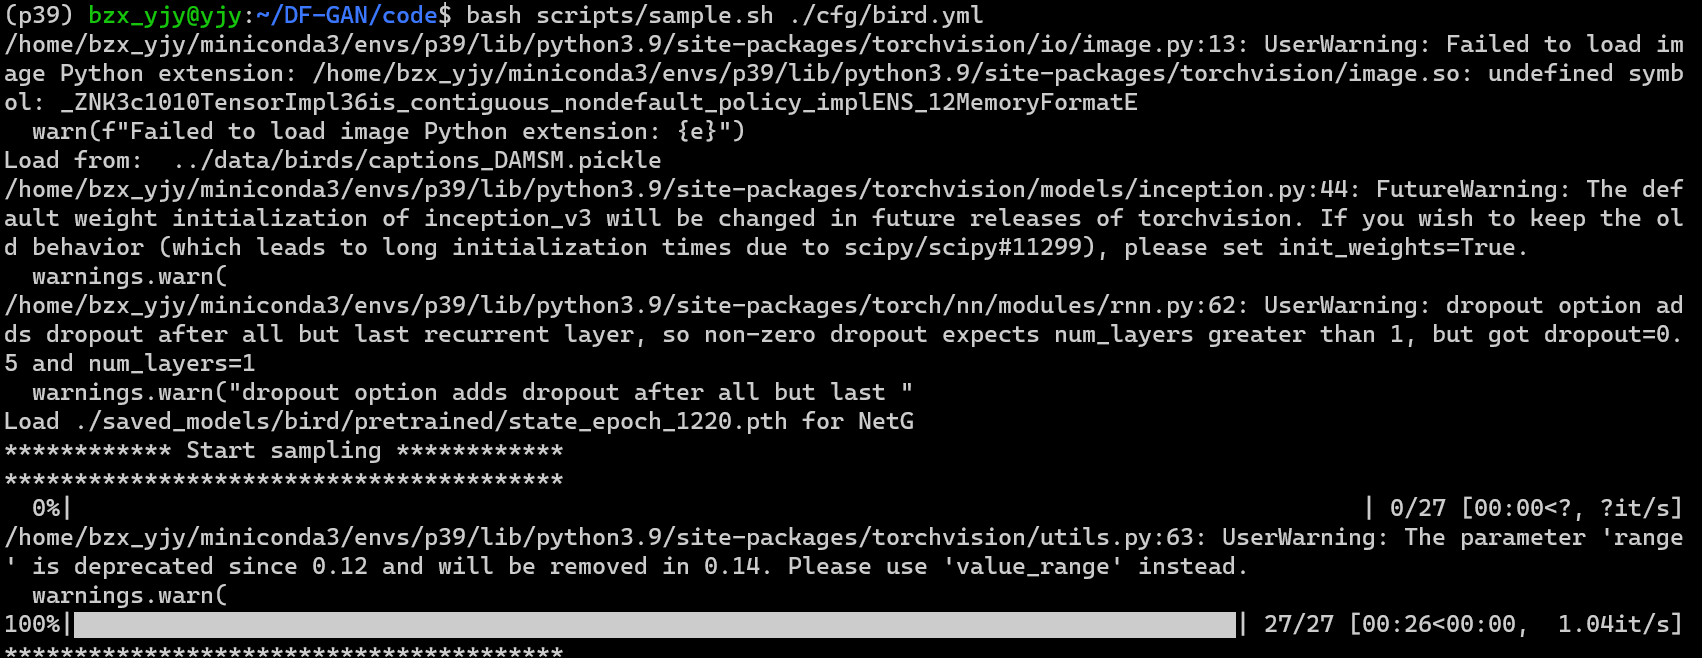 (p39) bzx_yjy@yjy:~/DF-GAN/code$ bash scripts/sample.sh ./cfg/bird.yml
/home/bzx_yjy/miniconda3/envs/p39/lib/python3.9/site-packages/torchvision/io/image.py:13: UserWarning: Failed to load im
age Python extension: /home/bzx_yjy/miniconda3/envs/p39/lib/python3.9/site-packages/torchvision/image.so: undefined symb
ol: _ZNK3c1010TensorImpl36is_contiguous_nondefault_policy_implENS_12MemoryFormatE
  warn(f"Failed to load image Python extension: {e}")
Load from:  ../data/birds/captions_DAMSM.pickle
/home/bzx_yjy/miniconda3/envs/p39/lib/python3.9/site-packages/torchvision/models/inception.py:44: FutureWarning: The def
ault weight initialization of inception_v3 will be changed in future releases of torchvision. If you wish to keep the ol
d behavior (which leads to long initialization times due to scipy/scipy#11299), please set init_weights=True.
  warnings.warn(
/home/bzx_yjy/miniconda3/envs/p39/lib/python3.9/site-packages/torch/nn/modules/rnn.py:62: UserWarning: dropout option ad
ds dropout after all but last recurrent layer, so non-zero dropout expects num_layers greater than 1, but got dropout=0.
5 and num_layers=1
  warnings.warn("dropout option adds dropout after all but last "
Load ./saved_models/bird/pretrained/state_epoch_1220.pth for NetG
************ Start sampling ************
****************************************
  0%|                                                                                            | 0/27 [00:00<?, ?it/s]
/home/bzx_yjy/miniconda3/envs/p39/lib/python3.9/site-packages/torchvision/utils.py:63: UserWarning: The parameter 'range
' is deprecated since 0.12 and will be removed in 0.14. Please use 'value_range' instead.
  warnings.warn(
100%|███████████████████████████████████████████████████████████████████████████████████| 27/27 [00:26<00:00,  1.04it/s]
****************************************